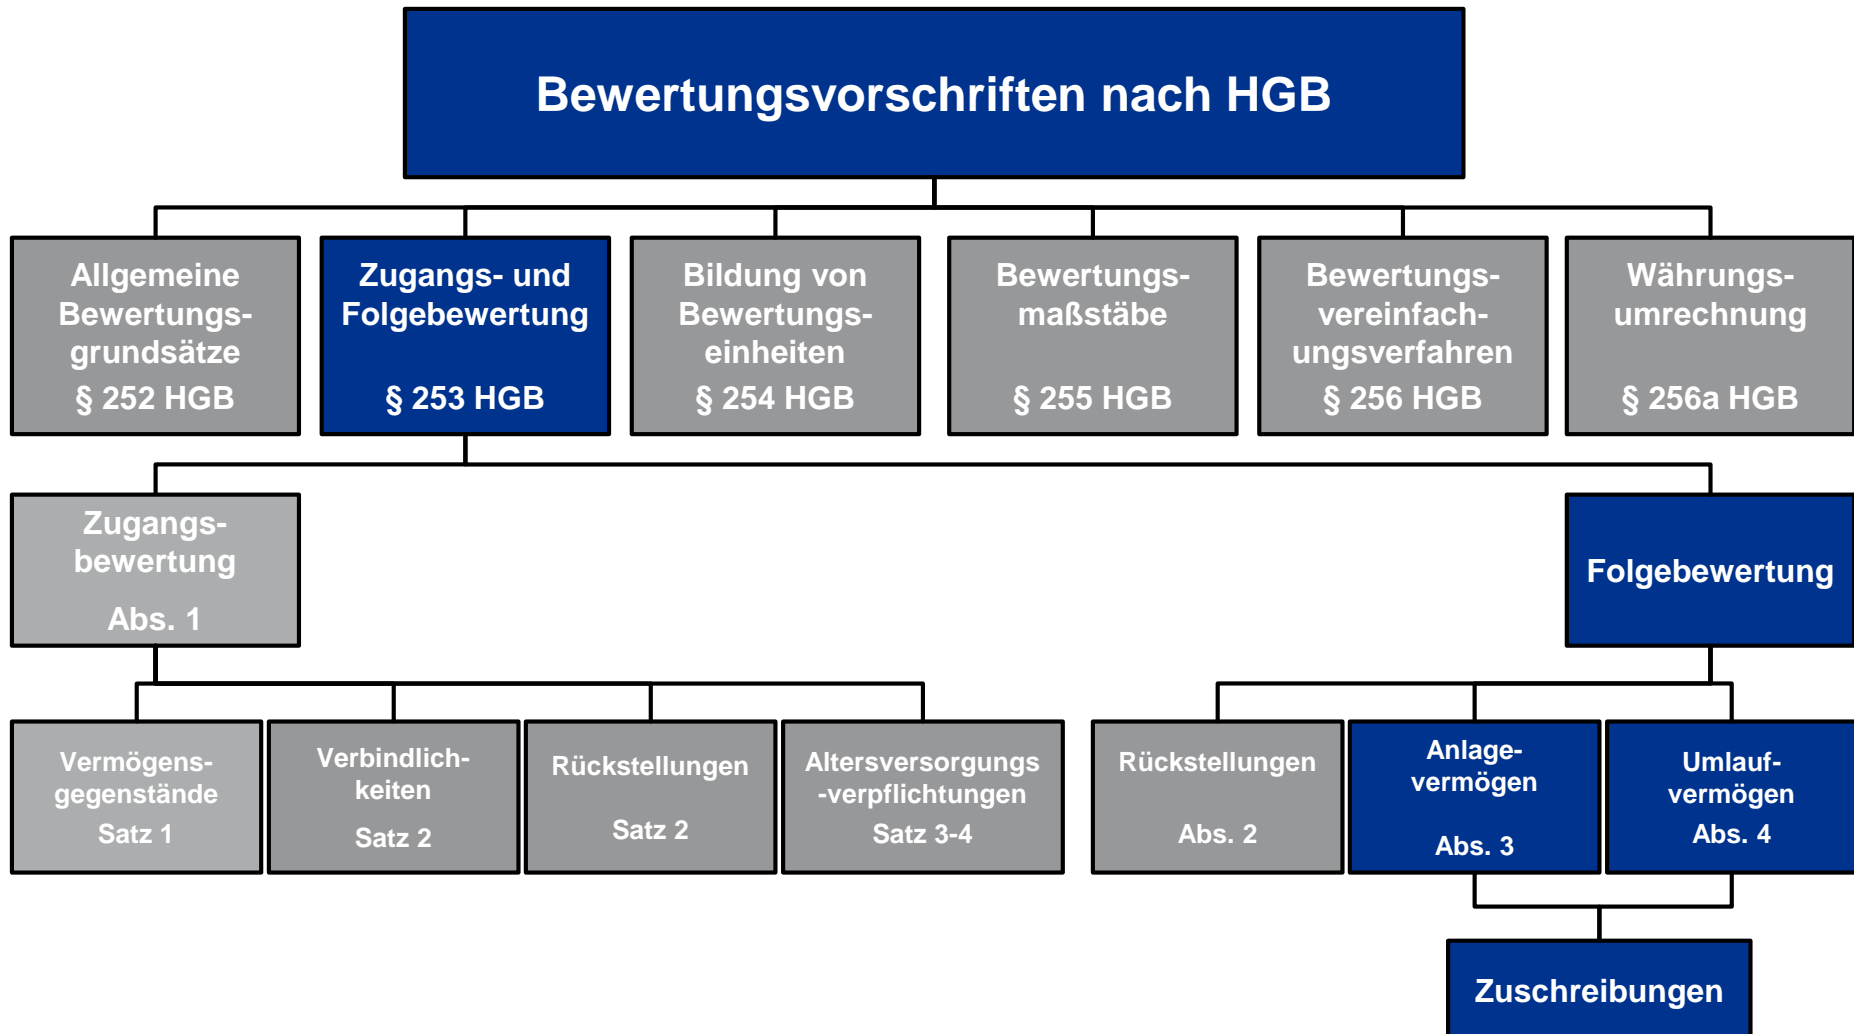 Bewertungsvorschriften nach HGB
Allgemeine
Bewertungs-
grundsätze
§ 252 HGB
Zugangs- und
Folgebewertung
§ 253 HGB
Bildung von
Bewertungs-
einheiten
§ 254 HGB
Bewertungs-
maßstäbe
§ 255 HGB
Bewertungs-
vereinfach-
ungsverfahren
§ 256 HGB
Währungs-
umrechnung
§ 256a HGB
Zugangs-
bewertung
Abs. 1
Folgebewertung
Vermögens-
gegenstände
Satz 1
Verbindlich-
keiten
Satz 2
Rückstellungen
Satz 2
Altersversorgungs
-verpflichtungen
Satz 3-4
Rückstellungen
Abs. 2
Anlage-
vermögen
Abs. 3
Umlauf-
vermögen
Abs. 4
Zuschreibungen